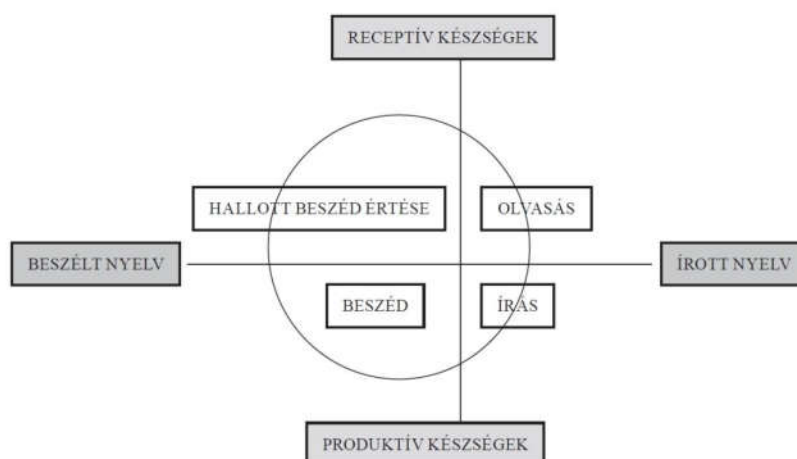 RECEPTÍV KÉSZSÉGEK
HALLOTT BESZÉD ÉRTÉSE
OLVASÁS
BESZÉLT NYELV
ÍROTT NYELV
BESZÉD
ÍRÁS
PRODUKTÍV KÉSZSÉGEK